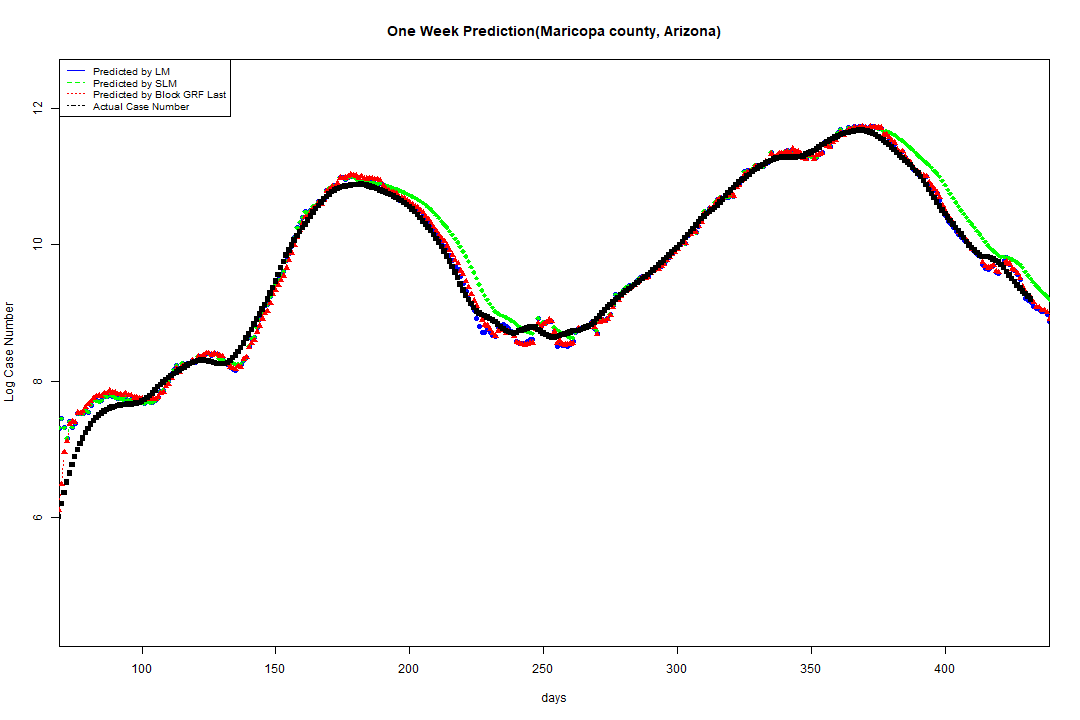 One Week Prediction(Maricopa county, Arizona)
Predicted by LM
Predicted by SLM
Predicted by Block GRF Last
Actual Case Number
12
10
8
6
Log Case Number
100 150 200 250 300 350 400
days